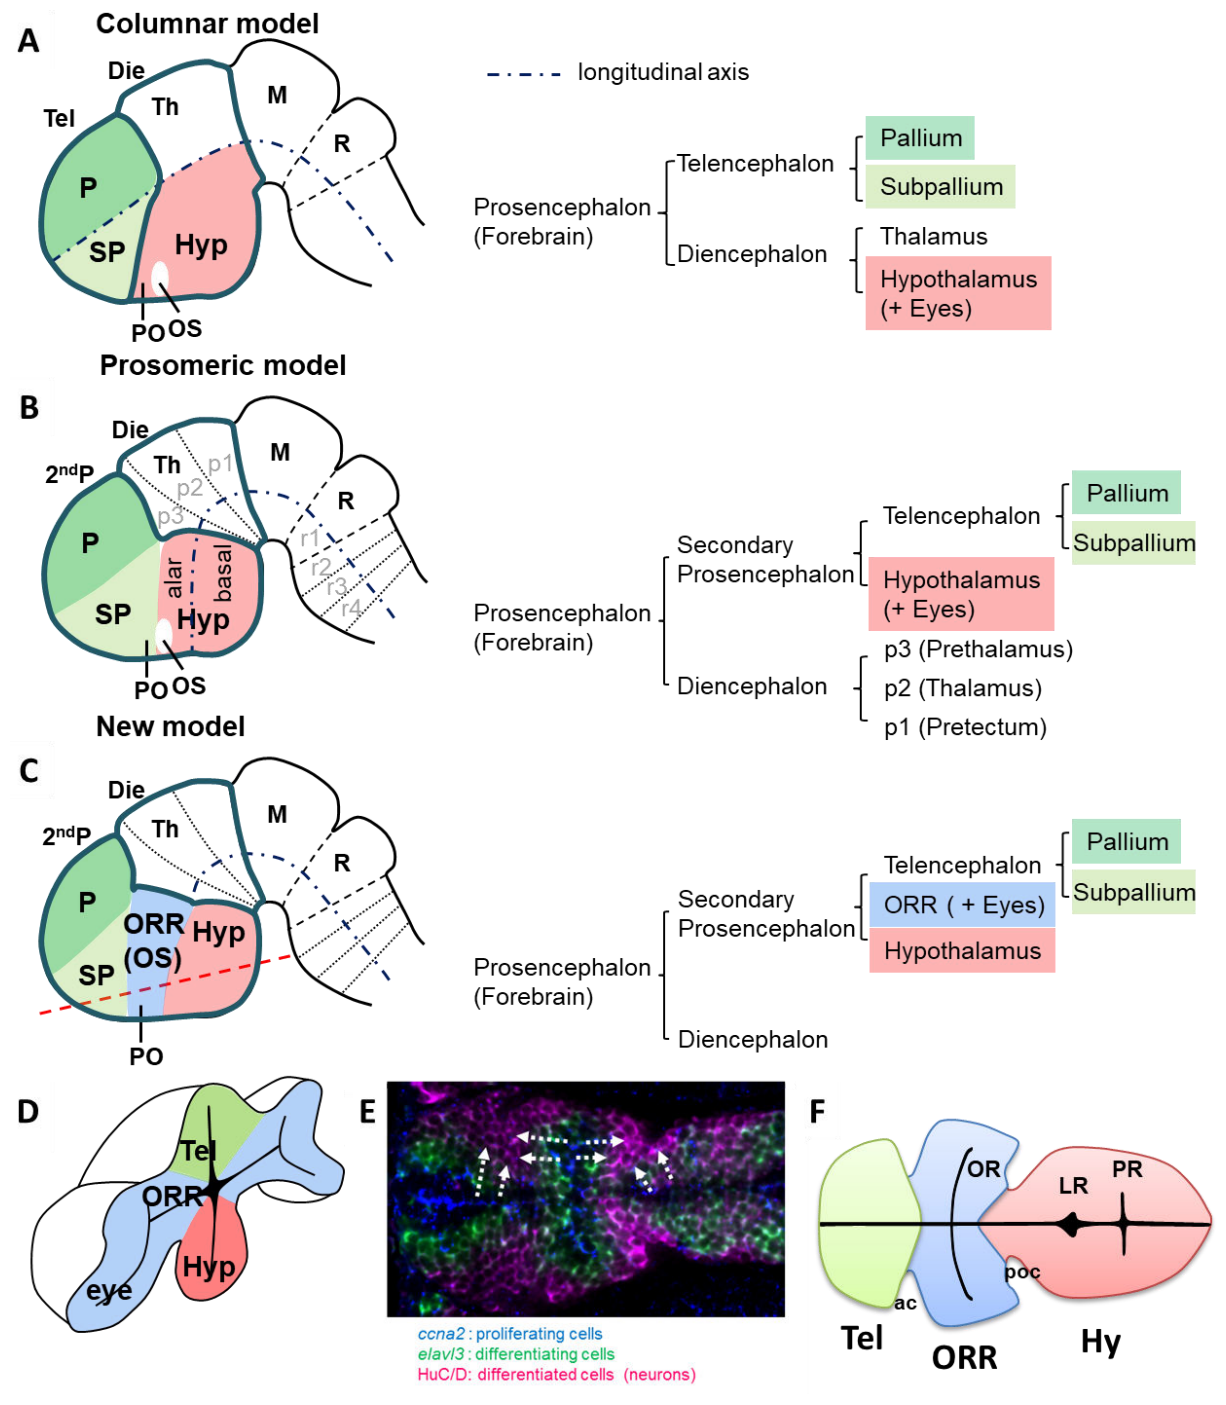 A
Columnar model
Die
Th
M
Tel
R
P
SP
Hyp
PO
OS
longitudinal axis
Prosencephalon
(Forebrain)
Telencephalon
Diencephalon
Pallium
Subpallium
Thalamus
Hypothalamus
(+ Eyes)
Prosomeric model
B
Die
Th
p1
M
2ndP
p2
p3
R
P
alar
basal
r1
r2
r3
r4
SP
Hyp
PO
OS
Prosencephalon
(Forebrain)
Secondary
Prosencephalon
Diencephalon
Telencephalon
Hypothalamus
(+ Eyes)
p3 (Prethalamus)
p2 (Thalamus)
p1 (Pretectum)
Pallium
Subpallium
New model
C
Die
Th
M
2ndP
R
P
ORR
(OS)
Hyp
SP
PO
Prosencephalon
(Forebrain)
Secondary
Prosencephalon
Diencephalon
Telencephalon
ORR ( + Eyes)
Hypothalamus
Pallium
Subpallium
D
Tel
ORR
Hyp
eye
E
ccna2 : proliferating cells
elavl3 : differentiating cells
HuC/D: differentiated cells (neurons)
F
OR
LR
PR
poc
ac
Tel
ORR
Hy